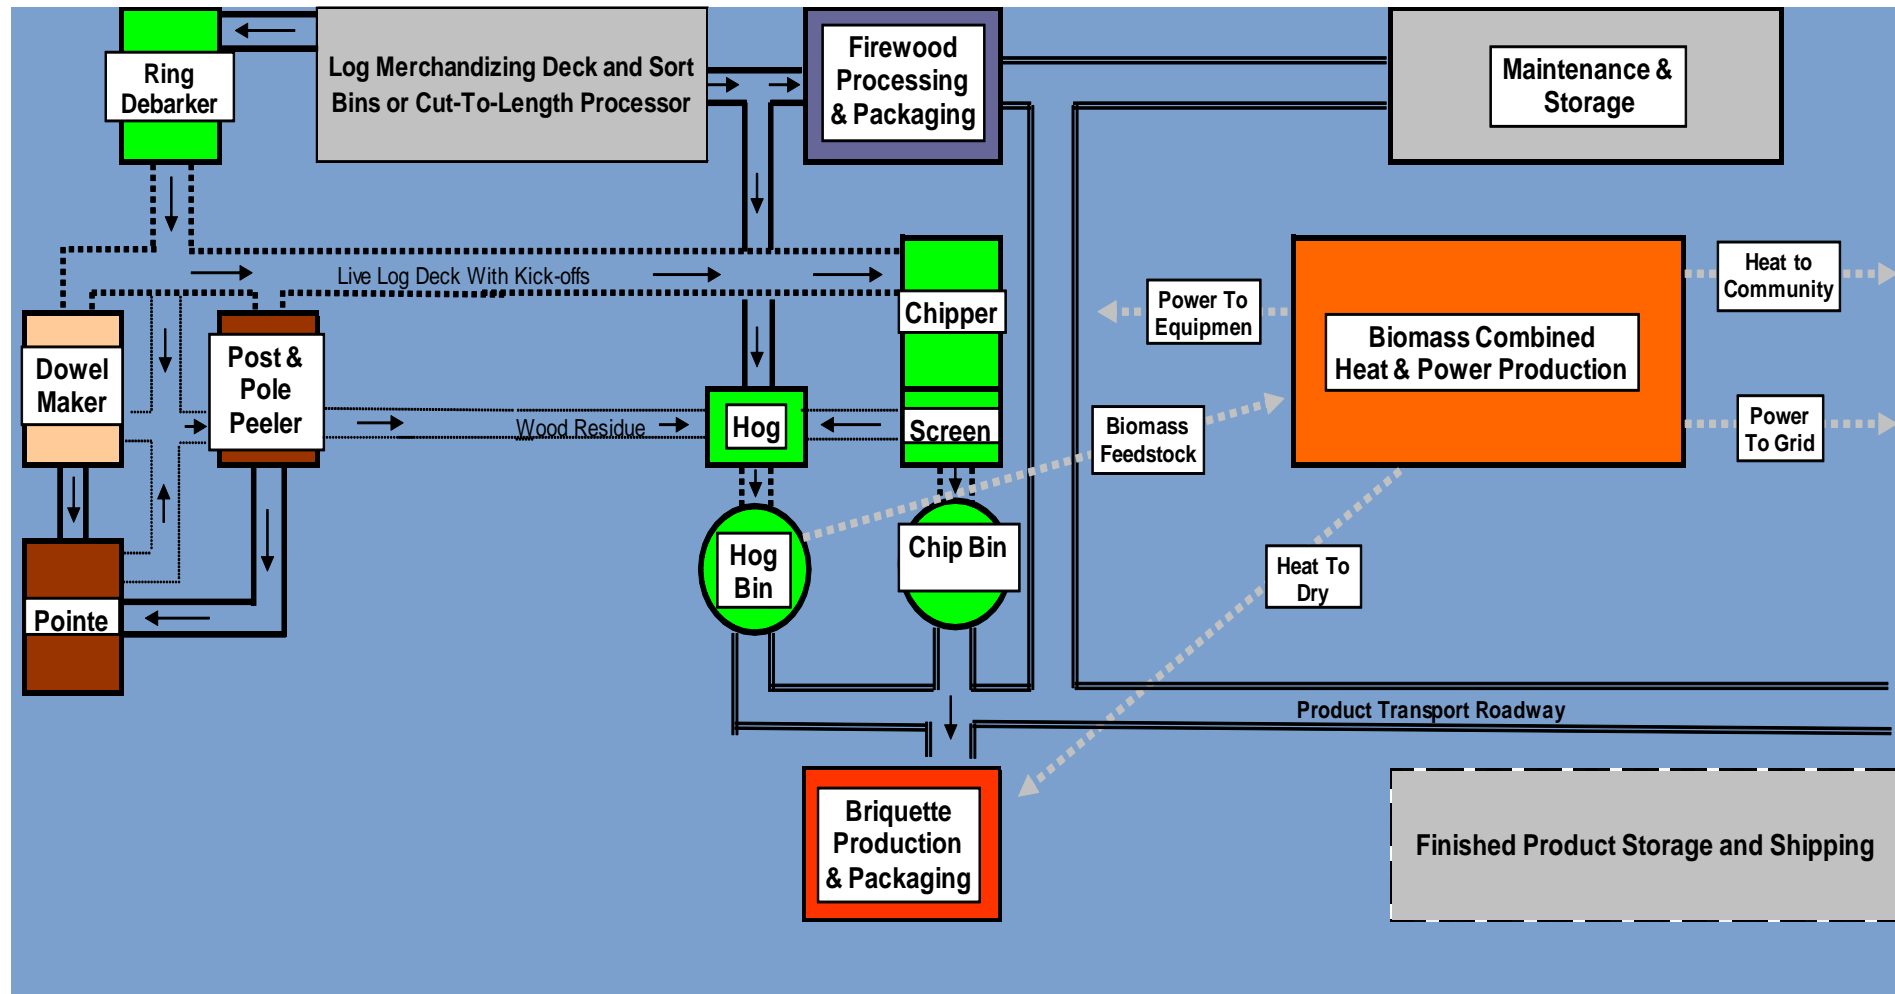 Ring
Debarker
Log Merchandizing Deck and Sort
Bins or Cut-To-Length Processor
Firewood
Processing
& Packaging
Maintenance &
Storage
Live Log Deck With Kick-offs
Chipper
Heat to
Community
Power To
Equipmen
Biomass Combined
Heat & Power Production
Dowel
Maker
Post &
Pole
Peeler
Wood Residue
Hog
Screen
Biomass
Feedstock
Power
To Grid
Hog
Bin
Chip Bin
Heat To
Dry
Pointe
Product Transport Roadway
Briquette
Production
& Packaging
Finished Product Storage and Shipping